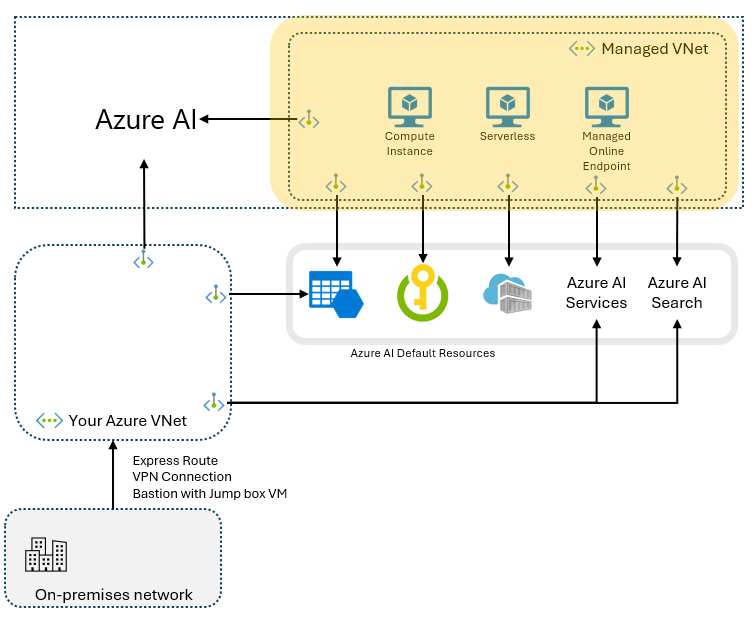 Managed VNet
Azure AI
Compute
Instance
Serverless
Managed
Online
Endpoint
Azure AI
Services
Azure AI
Search
Azure AI Default Resources
Your Azure VNet
Express Route
VPN Connection
Bastion with Jump box VM
On-premises network